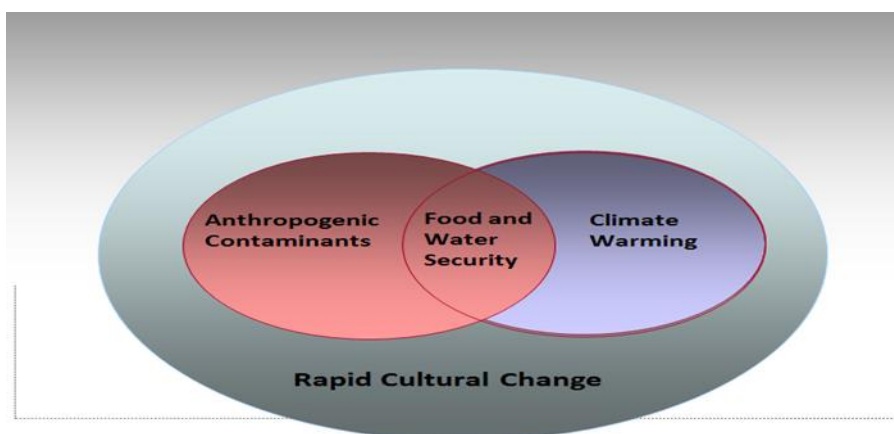 Anthropogenic
Contaminants
Food and
Water
Security
Climate
Warming
Rapid Cultural Change